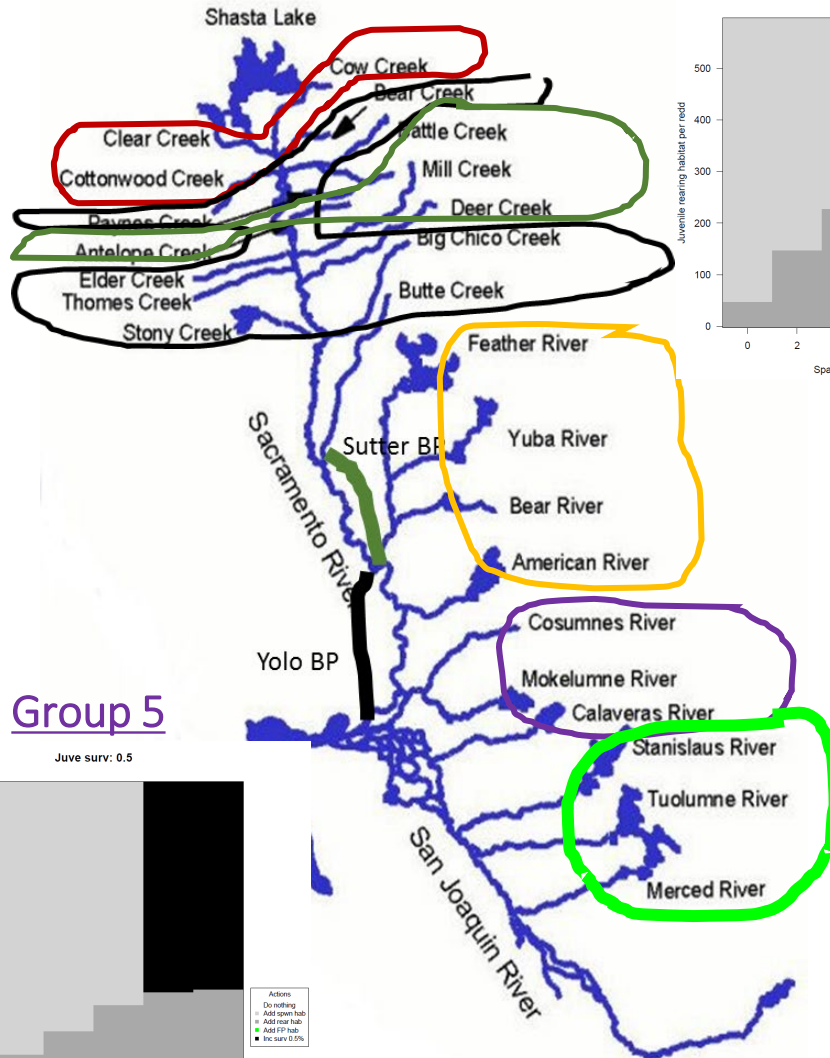 Shasta Lake
Cow Creek
Bear Creek
Battle Creek
Clear Creek
Mill Creek
Cottonwood Creek
Deer Creek
Paynes Creek
Big Chico Creek
Antelope Creek
Elder Creek
Thomes Creek
Butte Creek
Stony Creek
Feather River
Sutter BP
Yuba River
Sacramento River
Bear River
American River
Cosumnes River
Yolo BP
Mokelumne River
Calaveras River
Stanislaus River
Tuolumne River
San Joaquin River
Merced River
Juvenile rearing habitat per redd
500
400
300
200
100
0
0 2
Spa
Group 5
Juve surv: 0.5
Actions
Do nothing
Add spwn hab
Add rear hab
Add FP hab
Inc surv 0.5%